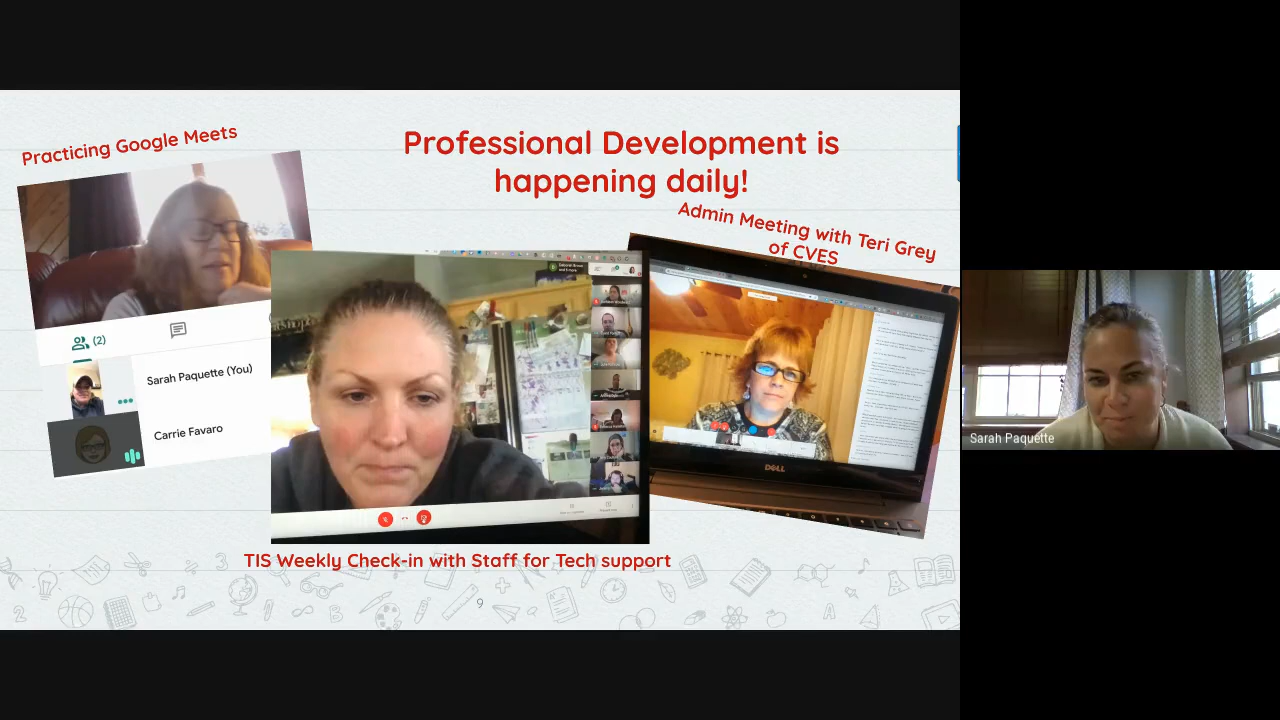 Practicing Google Meets
Professional Development is
happening daily!
Admin Meeting with Teri Grey
of CVES
(2)
Sarah Paquette (You)
Carrie Favaro
DELL
Sarah Paquette
TIS Weekly Check-in with Staff for Tech support
9